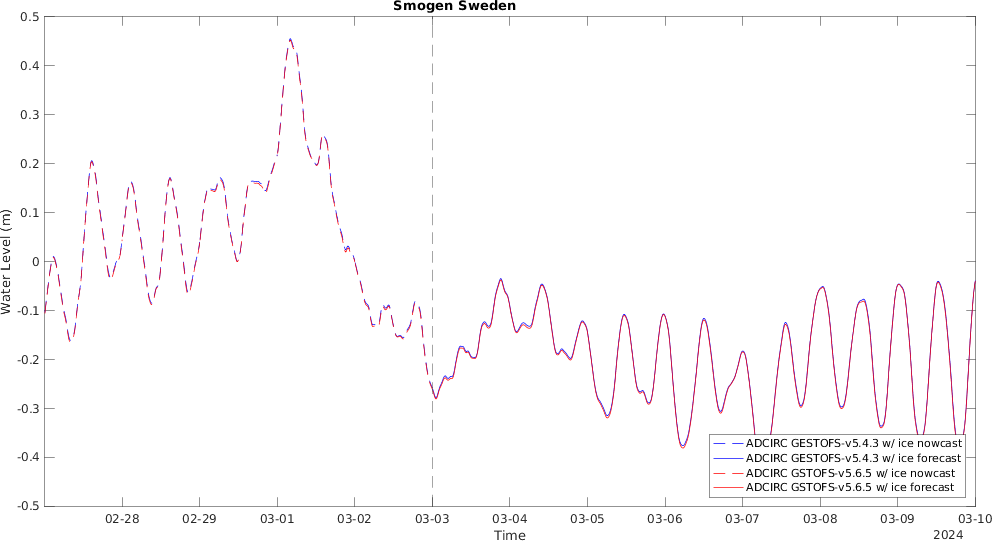 Smogen Sweden
0.5
0.4
0.3
0.2
0.1
0
-0.1
-0.2
-0.3
-0.4
-0.5
Water Level (m)
ADCIRC GESTOFS-v5.4.3 w/ ice nowcast
ADCIRC GESTOFS-v5.4.3 w/ ice forecast
ADCIRC GSTOFS-v5.6.5 w/ ice nowcast
ADCIRC GSTOFS-v5.6.5 w/ ice forecast
02-28 02-29 03-01 03-02 03-03 03-04 03-05 03-06 03-07 03-08 03-09 03-10
Time
2024